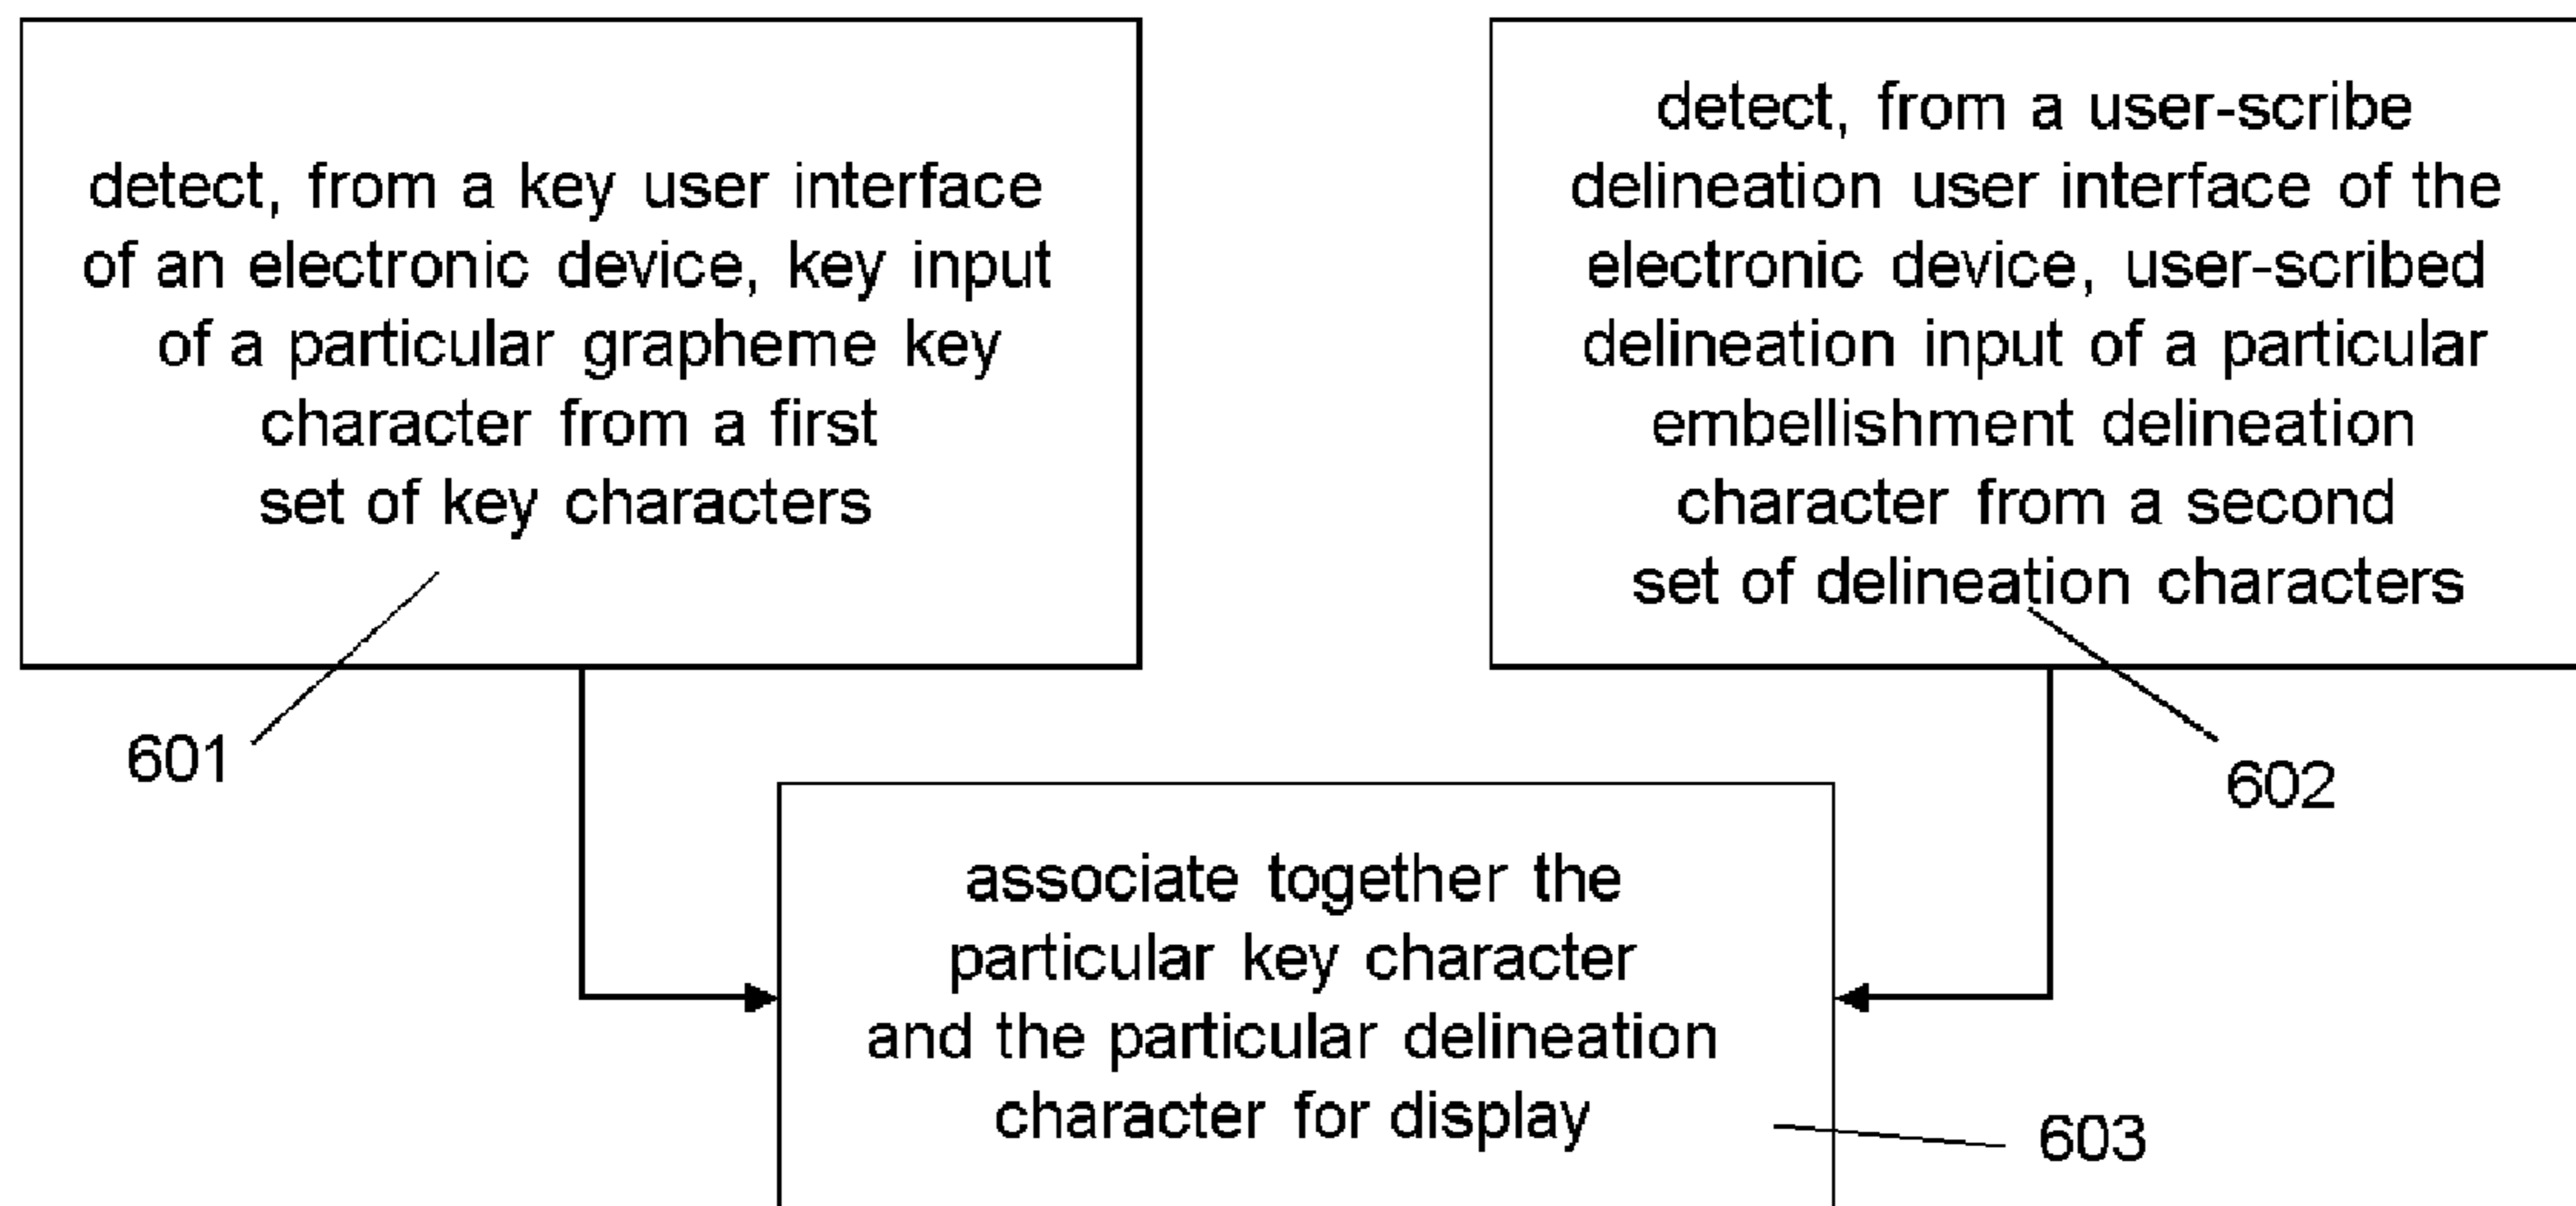 detect, from a key user interface
of an electronic device, key input
of a particular grapheme key
character from a first
set of key characters
601
detect, from a user-scribe
delineation user interface of the
electronic device, user-scribed
delineation input of a particular
embellishment delineation
character from a second
set of delineation characters
602
associate together the
particular key character
and the particular delineation
character for display
603